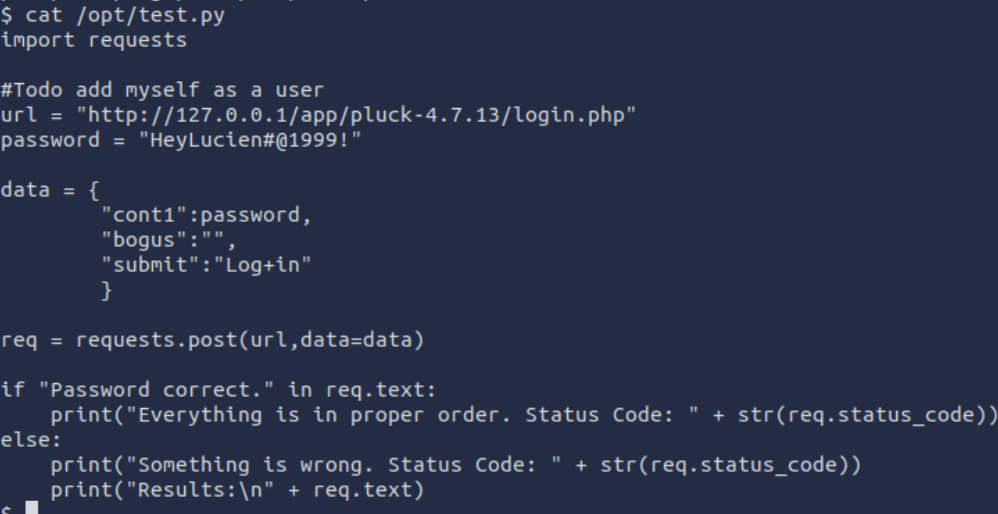 $ cat /opt/test.py
import requests

#Todo add myself as a user
url = "http://127.0.0.1/app/pluck-4.7.13/login.php"
password = "HeyLucien#@1999!"

data = {
        "cont1":password,
        "bogus":"",
        "submit":"Log+in"
        }

req = requests.post(url,data=data)

if "Password correct." in req.text:
    print("Everything is in proper order. Status Code: " + str(req.status_code))
else:
    print("Something is wrong. Status Code: " + str(req.status_code))
    print("Results:\n" + req.text)
$